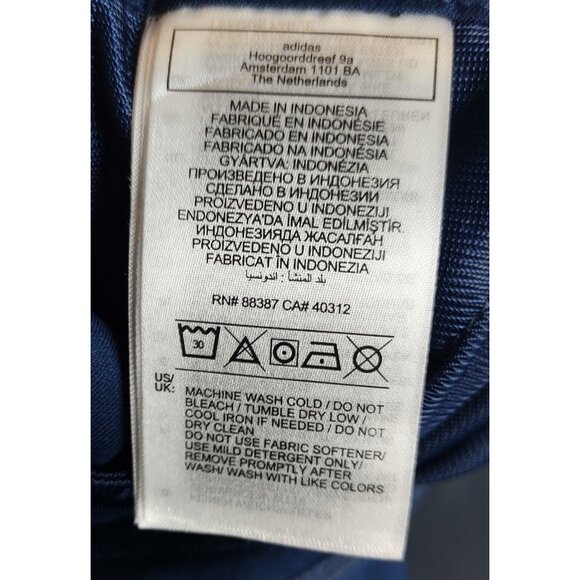 adidas
Hoogoorddreef 9a
Amsterdam 1101 BA
The Netherlands
MADE IN INDONESIA
FABRIQUÉ EN INDONÉSIE
FABRICADO EN INDONESIA
FABRICADO NA INDONÉSIA
GYÁRTVA: INDONÉZIA
ПРОИЗВЕДЕНО В ИНДОНЕЗИЯ
СДЕЛАНО В ИНДОНЕЗИИ
PROIZVEDENO U INDONEZIJI
ENDONEZYA'DA İMAL EDİLMİŞTİR.
ИНДОНЕЗИЯДА ЖАСАЛҒАН
PROIZVEDENO U INDONEZIJI
FABRICAT ÎN INDONEZIA
بلد المنشأ : اندونسيا
RN# 88387 CA# 40312
30
US/
UK:
MACHINE WASH COLD / DO NOT
BLEACH / TUMBLE DRY LOW /
COOL IRON IF NEEDED / DO NOT
DRY CLEAN
DO NOT USE FABRIC SOFTENER/
USE MILD DETERGENT ONLY/
REMOVE PROMPTLY AFTER
WASH/ WASH WITH LIKE COLORS